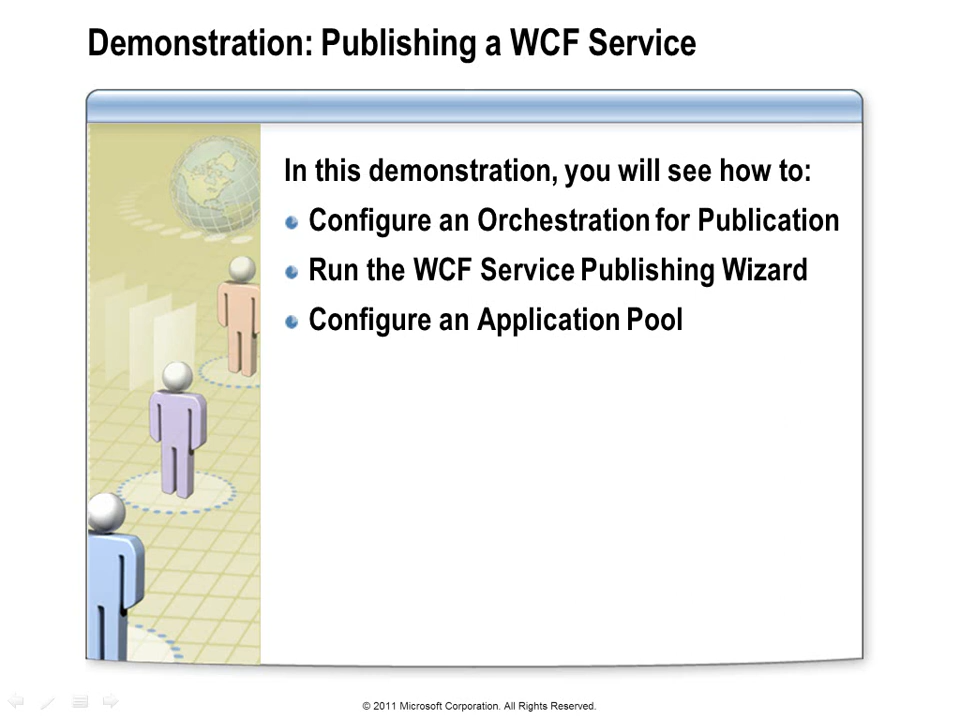 Demonstration: Publishing a WCF Service
In this demonstration, you will see how to:
Configure an Orchestration for Publication
Run the WCF Service Publishing Wizard
Configure an Application Pool
© 2011 Microsoft Corporation. All Rights Reserved.